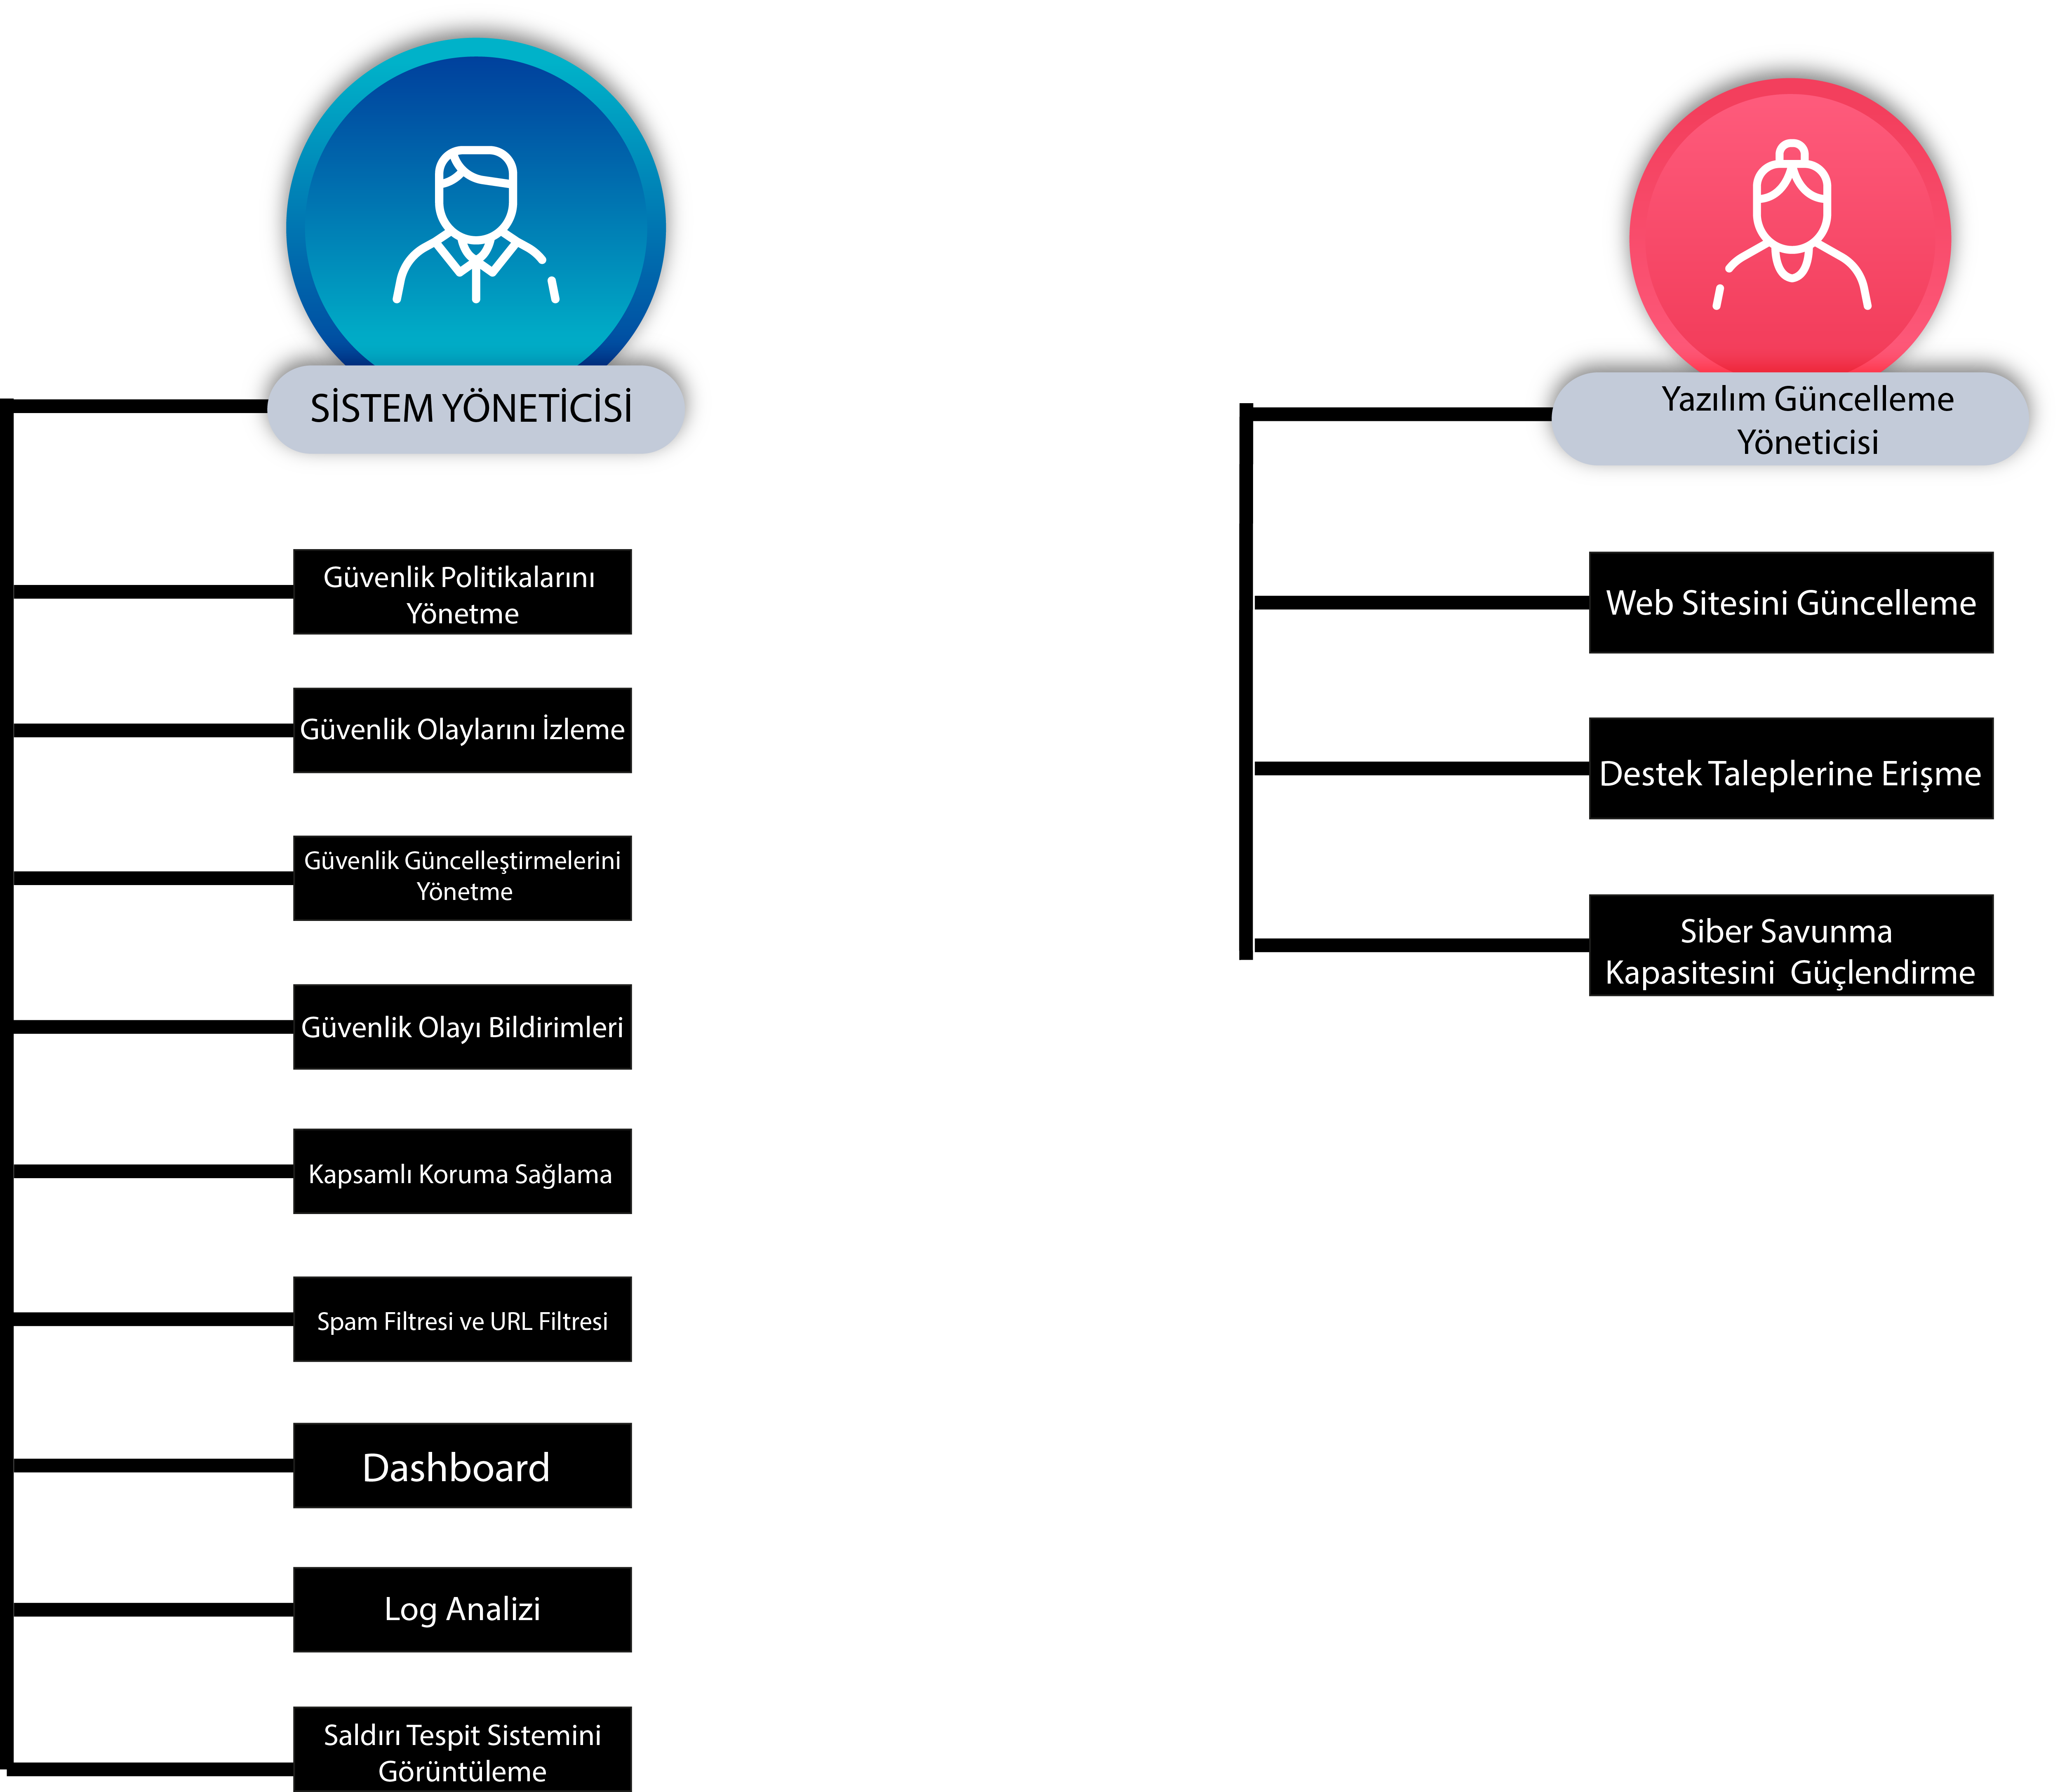 SİSTEM YÖNETİCİSİ
Güvenlik Politikalarını
Yönetme
Güvenlik Olaylarını İzleme
Güvenlik Güncelleştirmelerini
Yönetme
Güvenlik Olayı Bildirimleri
Kapsamlı Koruma Sağlama
Spam Filtresi ve URL Filtresi
Dashboard
Log Analizi
Saldırı Tespit Sistemini
Görüntüleme
Yazılım Güncelleme
Yöneticisi
Web Sitesini Güncelleme
Destek Taleplerine Erişme
Siber Savunma
Kapasitesini  Güçlendirme